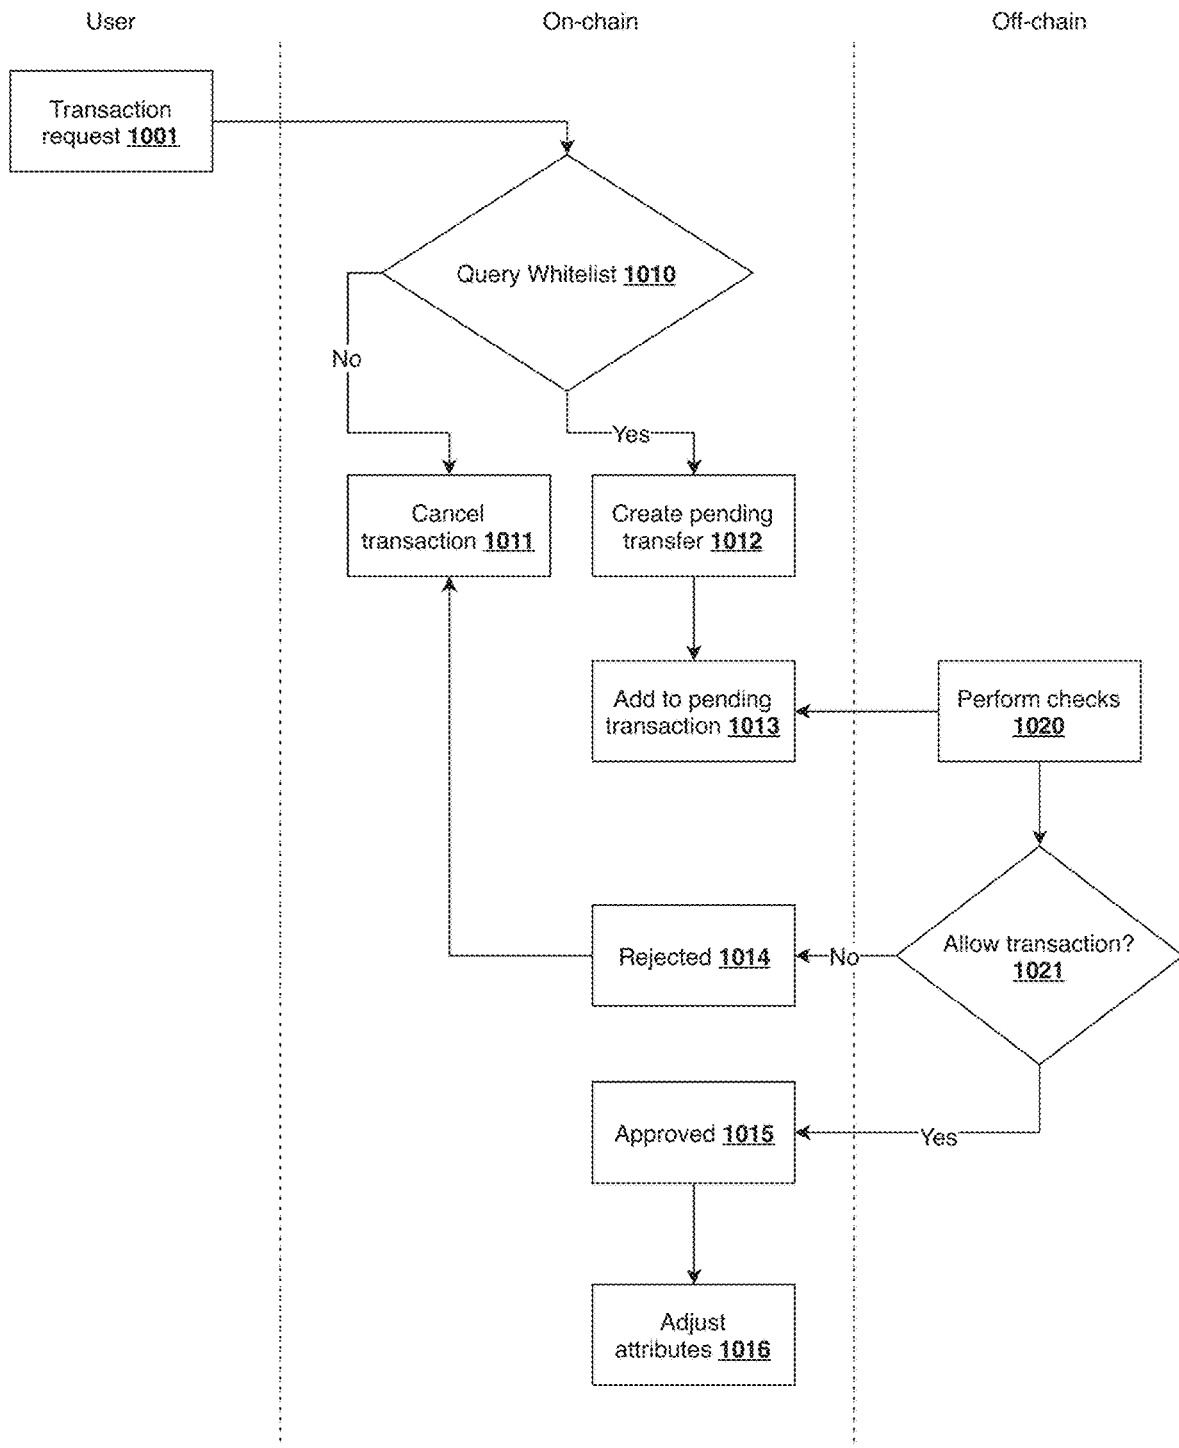 User
On-chain
Off-chain
Transaction
request 1001
Query Whitelist 1010
No
Yes
Cancel
transaction 1011
Create pending
transfer 1012
Add to pending
transaction 1013
Perform checks
1020
Rejected 1014
No
Allow transaction?
1021
Approved 1015
Yes
Adjust
attributes 1016